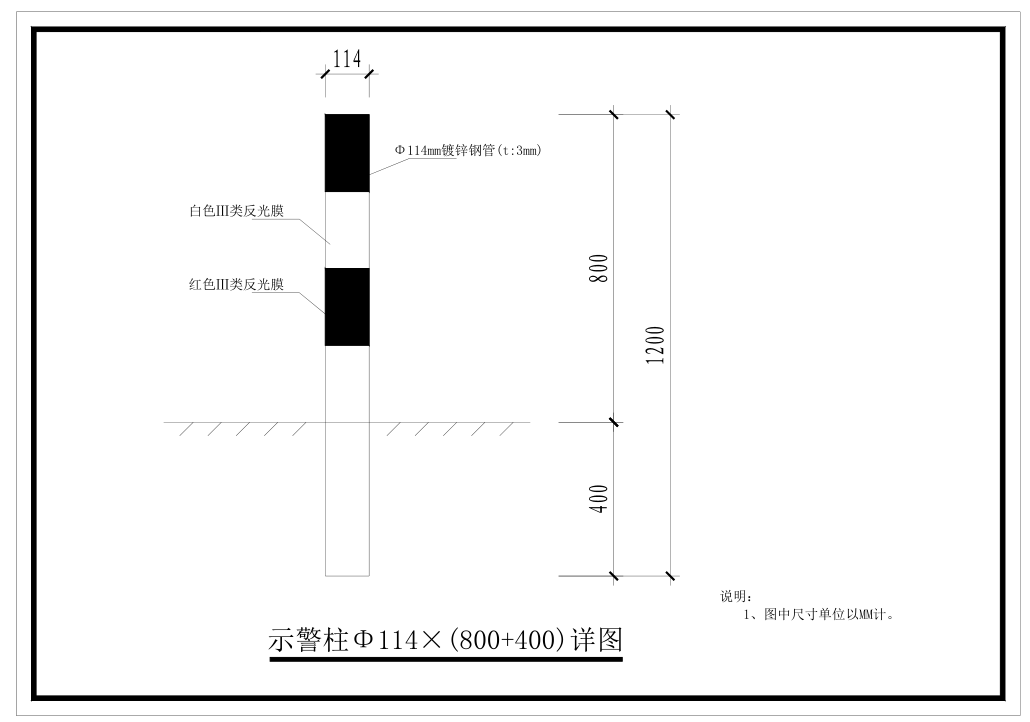 114
Φ114mm镀锌钢管(t:3mm)
白色Ⅲ类反光膜
800
红色Ⅲ类反光膜
1200
400
说明:
1、图中尺寸单位以MM计。
示警柱Φ114×(800+400)详图